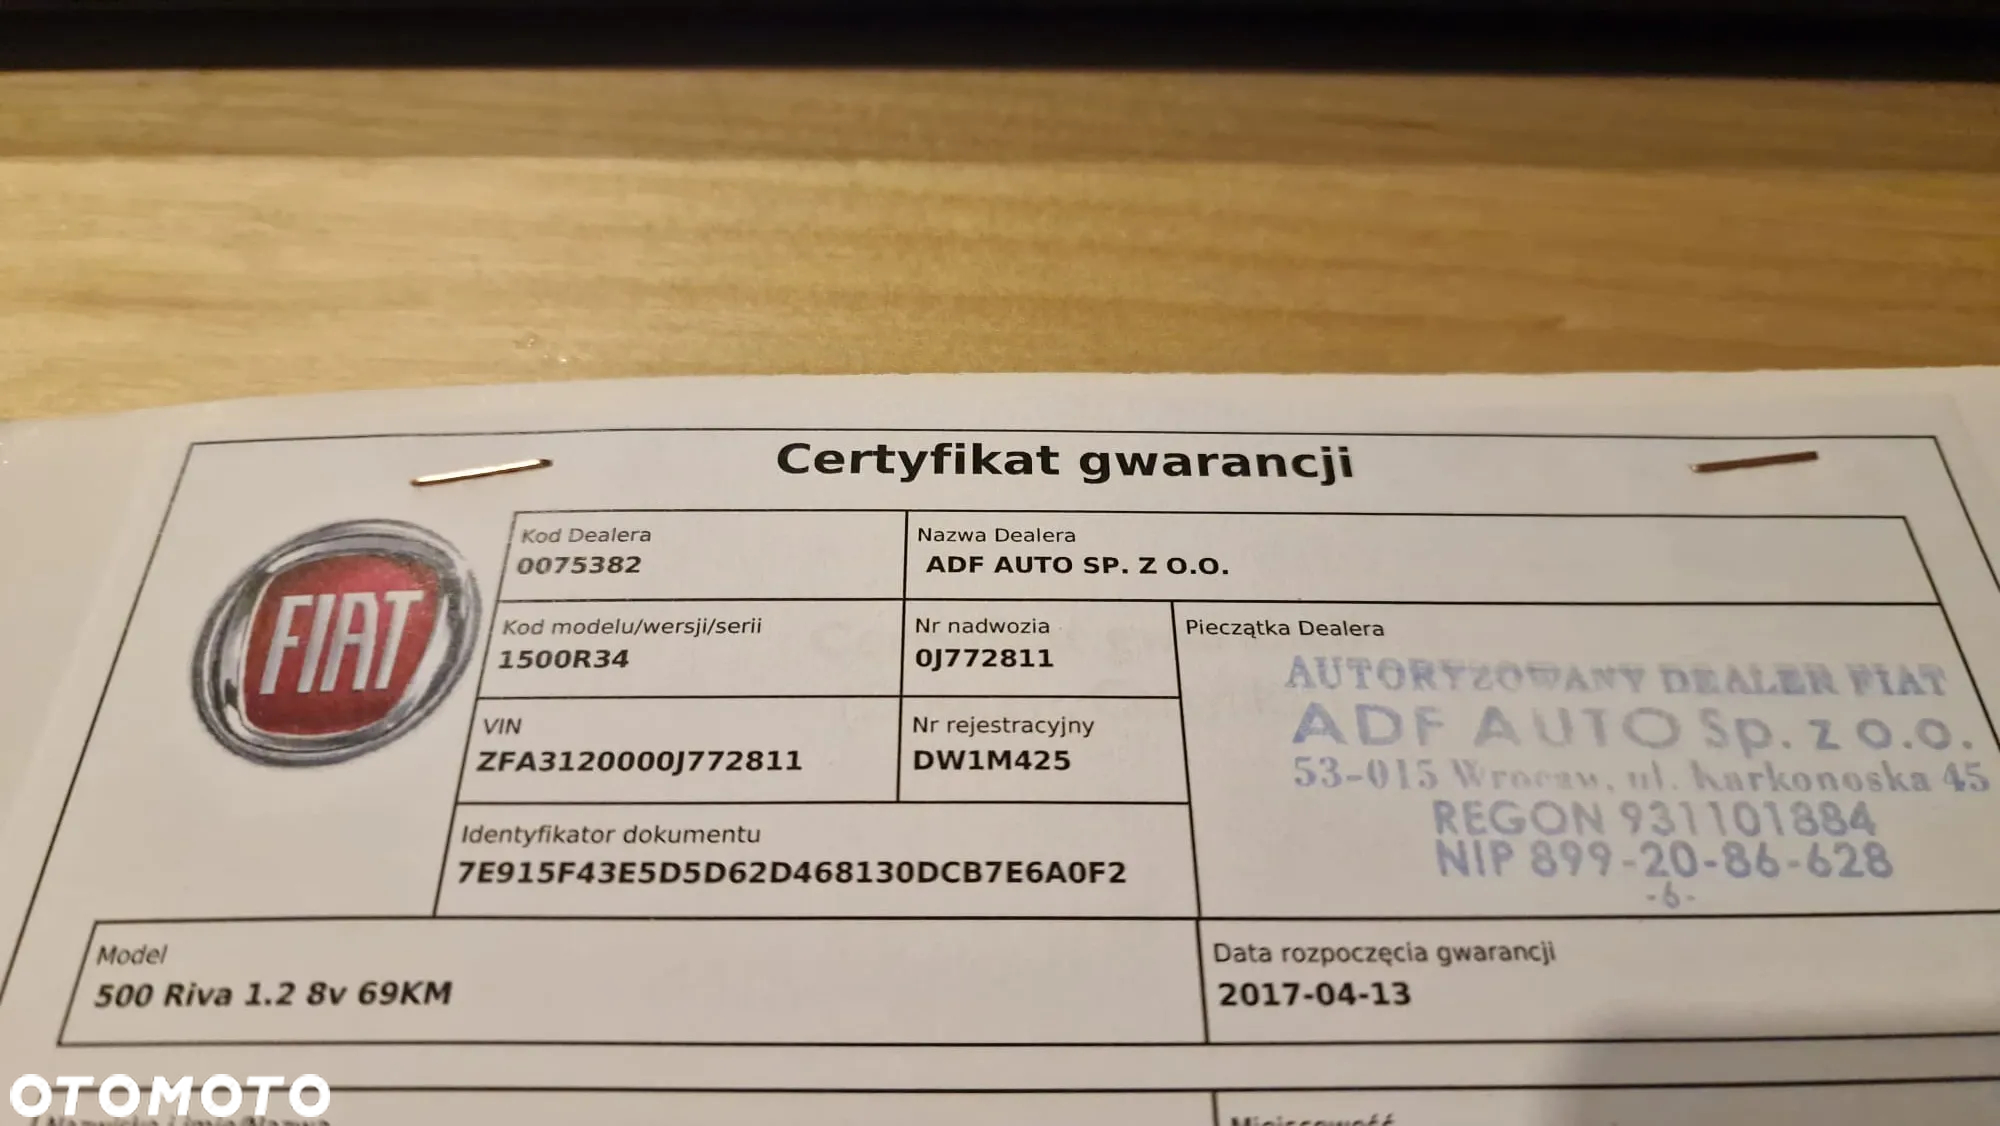 Certyfikat gwarancji
FIAT
Kod Dealera
0075382
Nazwa Dealera
ADF AUTO SP. Z O.O.
Kod modelu/wersji/serii
1500R34
Nr nadwozia
0J772811
Pieczątka Dealera
AUTORYZOWANY DEALER FIAT
ADF AUTO Sp. z o.o.
53-015 Wrocaw, ul. Karkonoska 45
REGON 931101884
NIP 899-20-86-628
-6-
VIN
ZFA3120000J772811
Nr rejestracyjny
DW1M425
Identyfikator dokumentu
7E915F43E5D5D62D468130DCB7E6A0F2
Model
500 Riva 1.2 8v 69KM
Data rozpoczęcia gwarancji
2017-04-13
OTOMOTO
Miejscowość